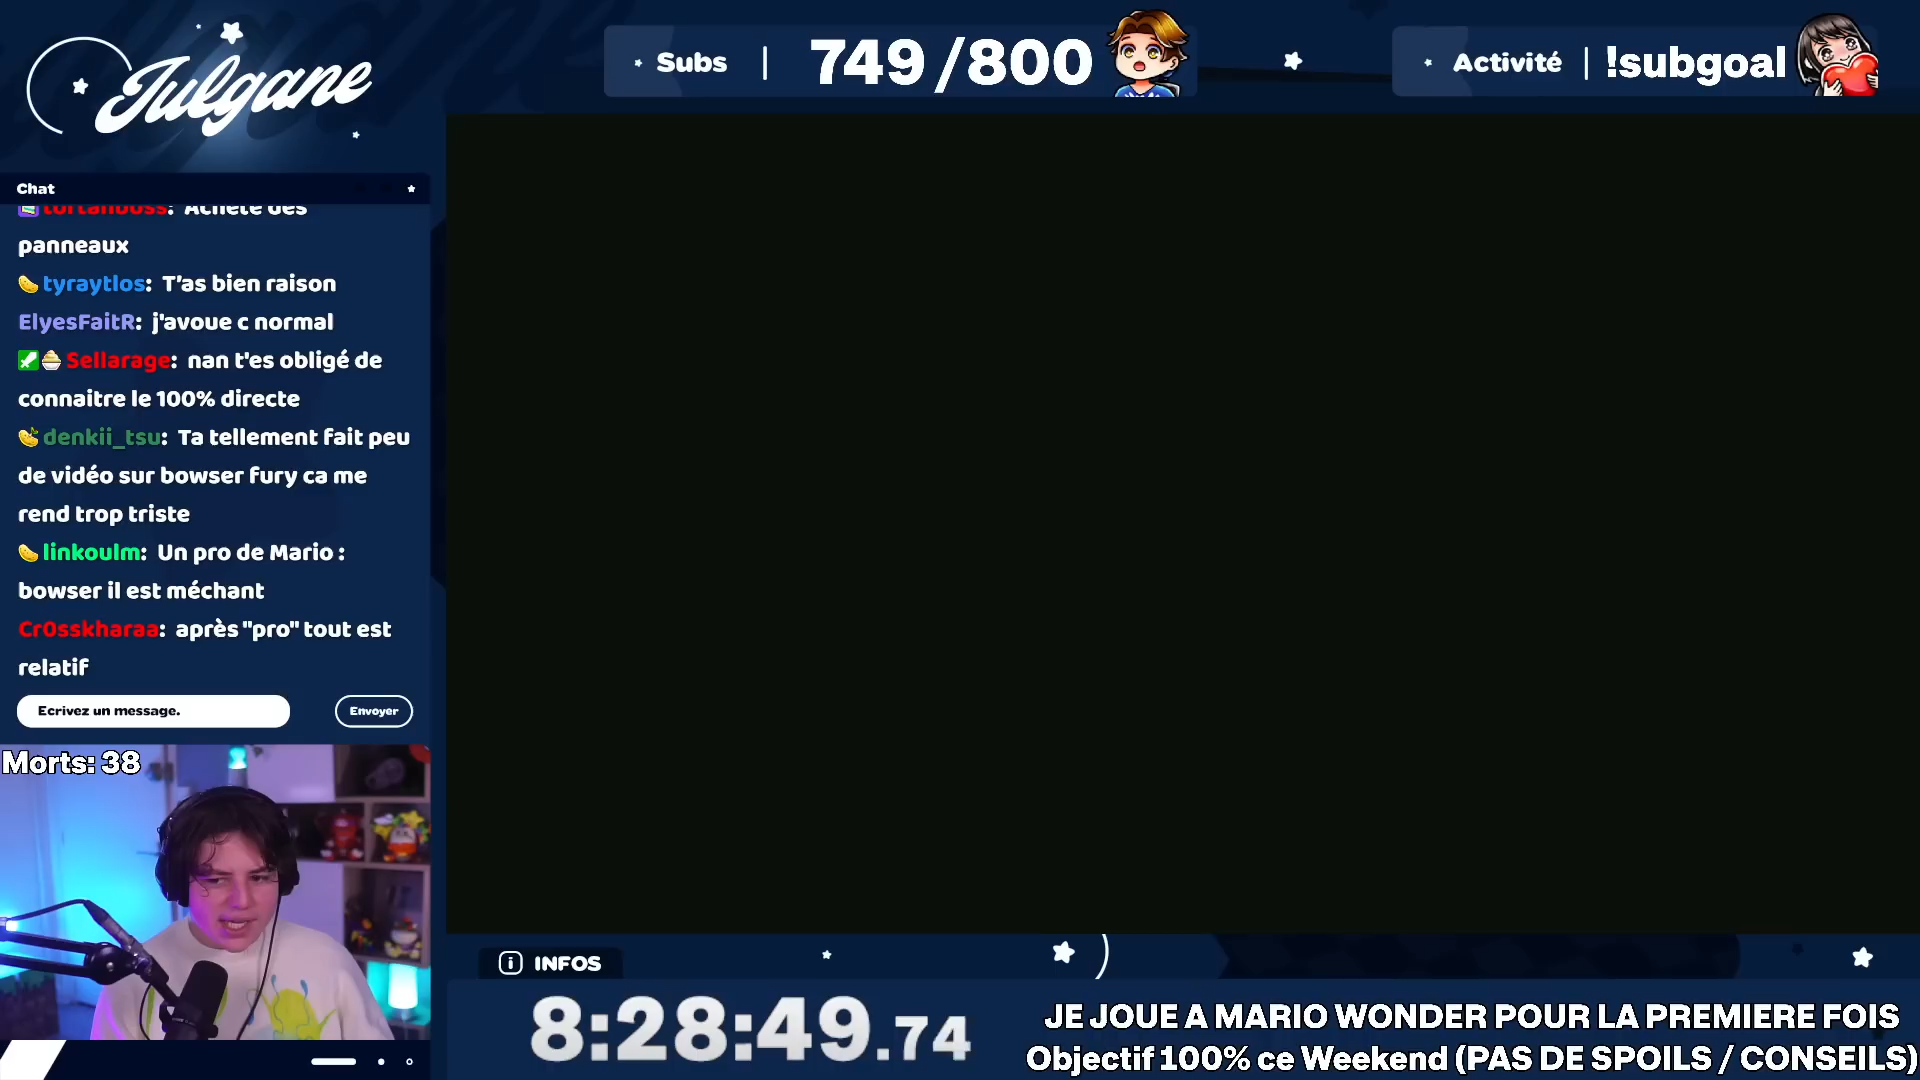 Julgane
Subs | 749 /800
Activité | !subgoal
Chat
tortanboss: Achète des
panneaux
tyraytlos: T'as bien raison
ElyesFaitR: j'avoue c normal
Sellarage: nan t'es obligé de
connaitre le 100% directe
denkii_tsu: Ta tellement fait peu
de vidéo sur bowser fury ca me
rend trop triste
linkoulm: Un pro de Mario :
bowser il est méchant
Cr0sskharaa: après "pro" tout est
relatif
Ecrivez un message.
Envoyer
Morts: 38
INFOS
8:28:49.74
JE JOUE A MARIO WONDER POUR LA PREMIERE FOIS
Objectif 100% ce Weekend (PAS DE SPOILS / CONSEILS)